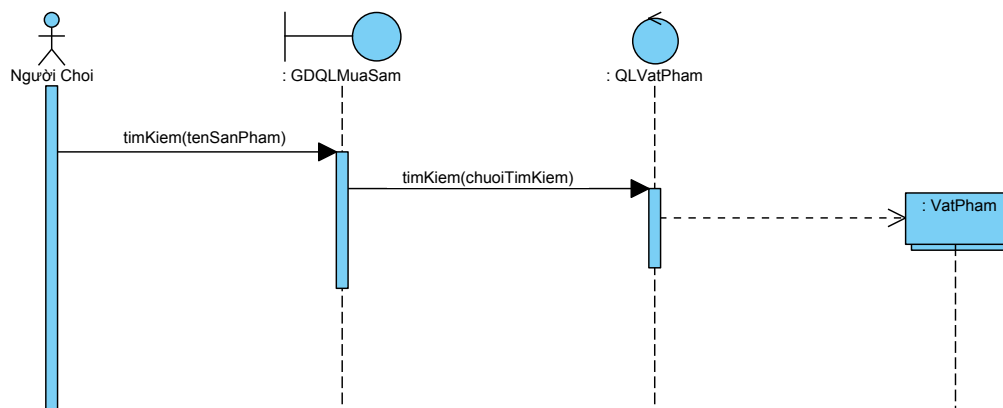 Người Choi
: GDQLMuaSam
: QLVatPham
timKiem(tenSanPham)
timKiem(chuoiTimKiem)
: VatPham